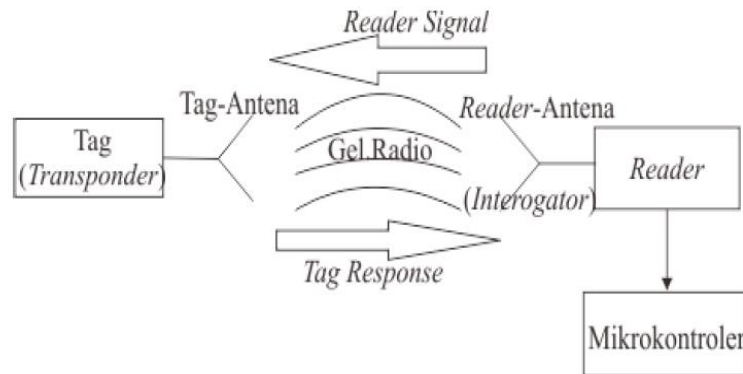 Reader Signal
Tag-Antena
Reader-Antena
Tag
(Transponder)
Gel.Radio
Reader
(Interogator)
Tag Response
Mikrokontroler